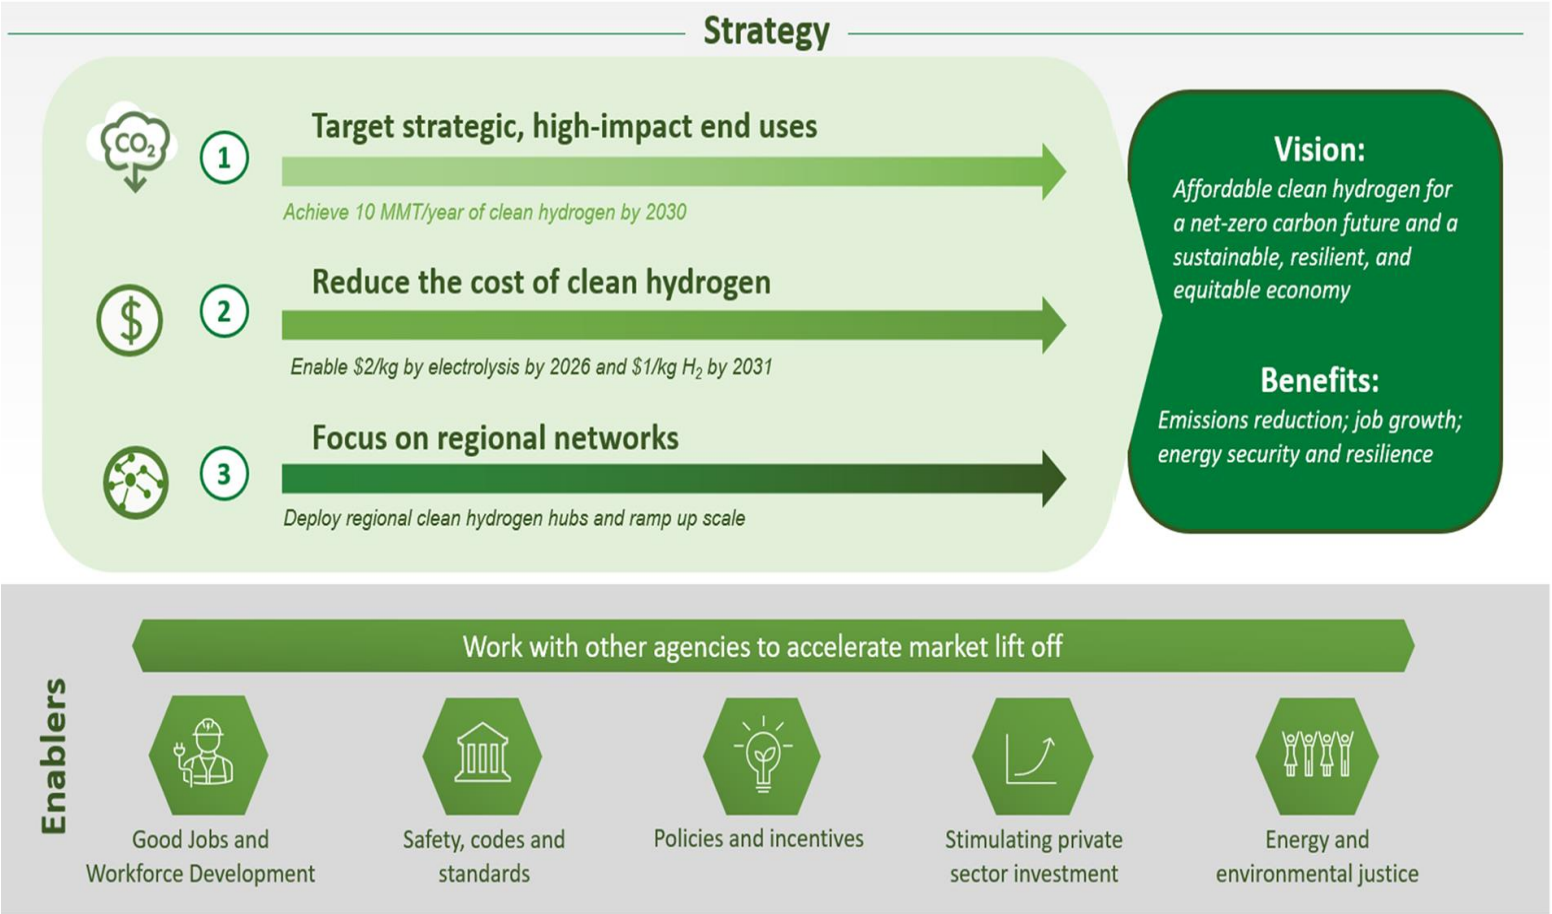 Strategy
CO2
1
Target strategic, high-impact end uses
Achieve 10 MMT/year of clean hydrogen by 2030
$
2
Reduce the cost of clean hydrogen
Enable $2/kg by electrolysis by 2026 and $1/kg H2 by 2031
3
Focus on regional networks
Deploy regional clean hydrogen hubs and ramp up scale
Vision:
Affordable clean hydrogen for
a net-zero carbon future and a
sustainable, resilient, and
equitable economy
Benefits:
Emissions reduction; job growth;
energy security and resilience
Enablers
Work with other agencies to accelerate market lift off
Good Jobs and
Workforce Development
Safety, codes and
standards
Policies and incentives
Stimulating private
sector investment
Energy and
environmental justice